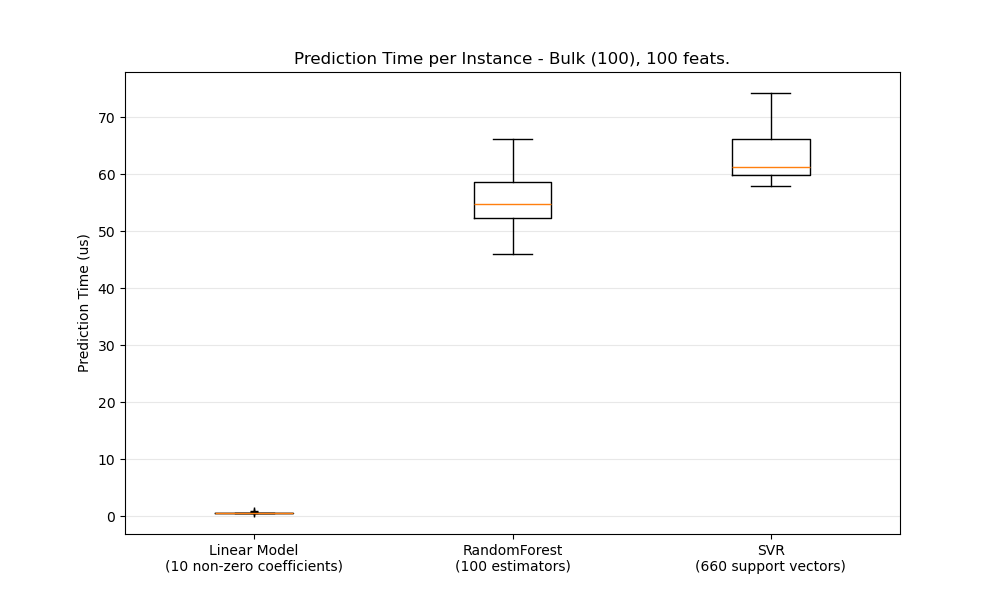 Prediction Time per Instance - Bulk (100), 100 feats.
Prediction Time (us)
70
60
50
40
30
20
10
0
Linear Model
(10 non-zero coefficients)
RandomForest
(100 estimators)
SVR
(660 support vectors)